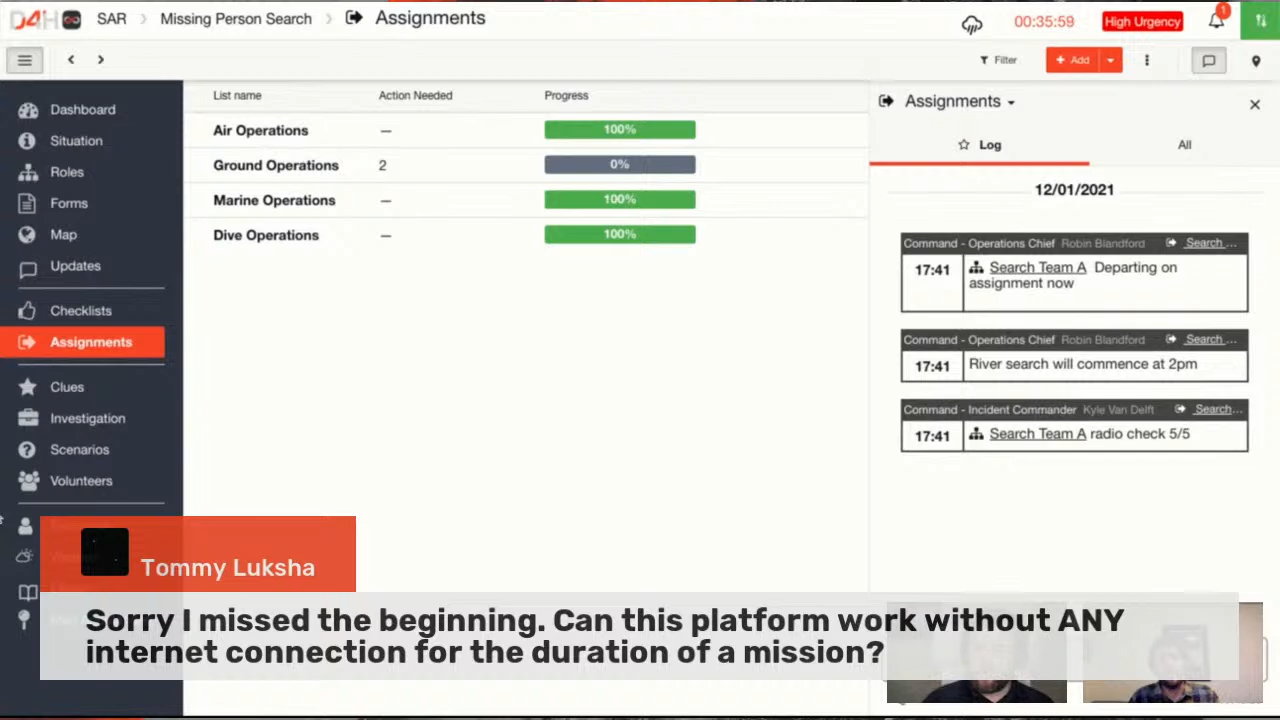 D4H SAR Missing Person Search Assignments 00:35:59 High Urgency 1
Filter + Add
List name Action Needed Progress
Air Operations — 100%
Ground Operations 2 0%
Marine Operations — 100%
Dive Operations — 100%
Dashboard
Situation
Roles
Forms
Map
Updates
Checklists
Assignments
Clues
Investigation
Scenarios
Volunteers
Assignments
Log All
12/01/2021
Command - Operations Chief Robin Blandford Search ...
17:41 Search Team A Departing on
assignment now
Command - Operations Chief Robin Blandford Search ...
17:41 River search will commence at 2pm
Command - Incident Commander Kyle Van Delft Search...
17:41 Search Team A radio check 5/5
Tommy Luksha
Sorry I missed the beginning. Can this platform work without ANY
internet connection for the duration of a mission?